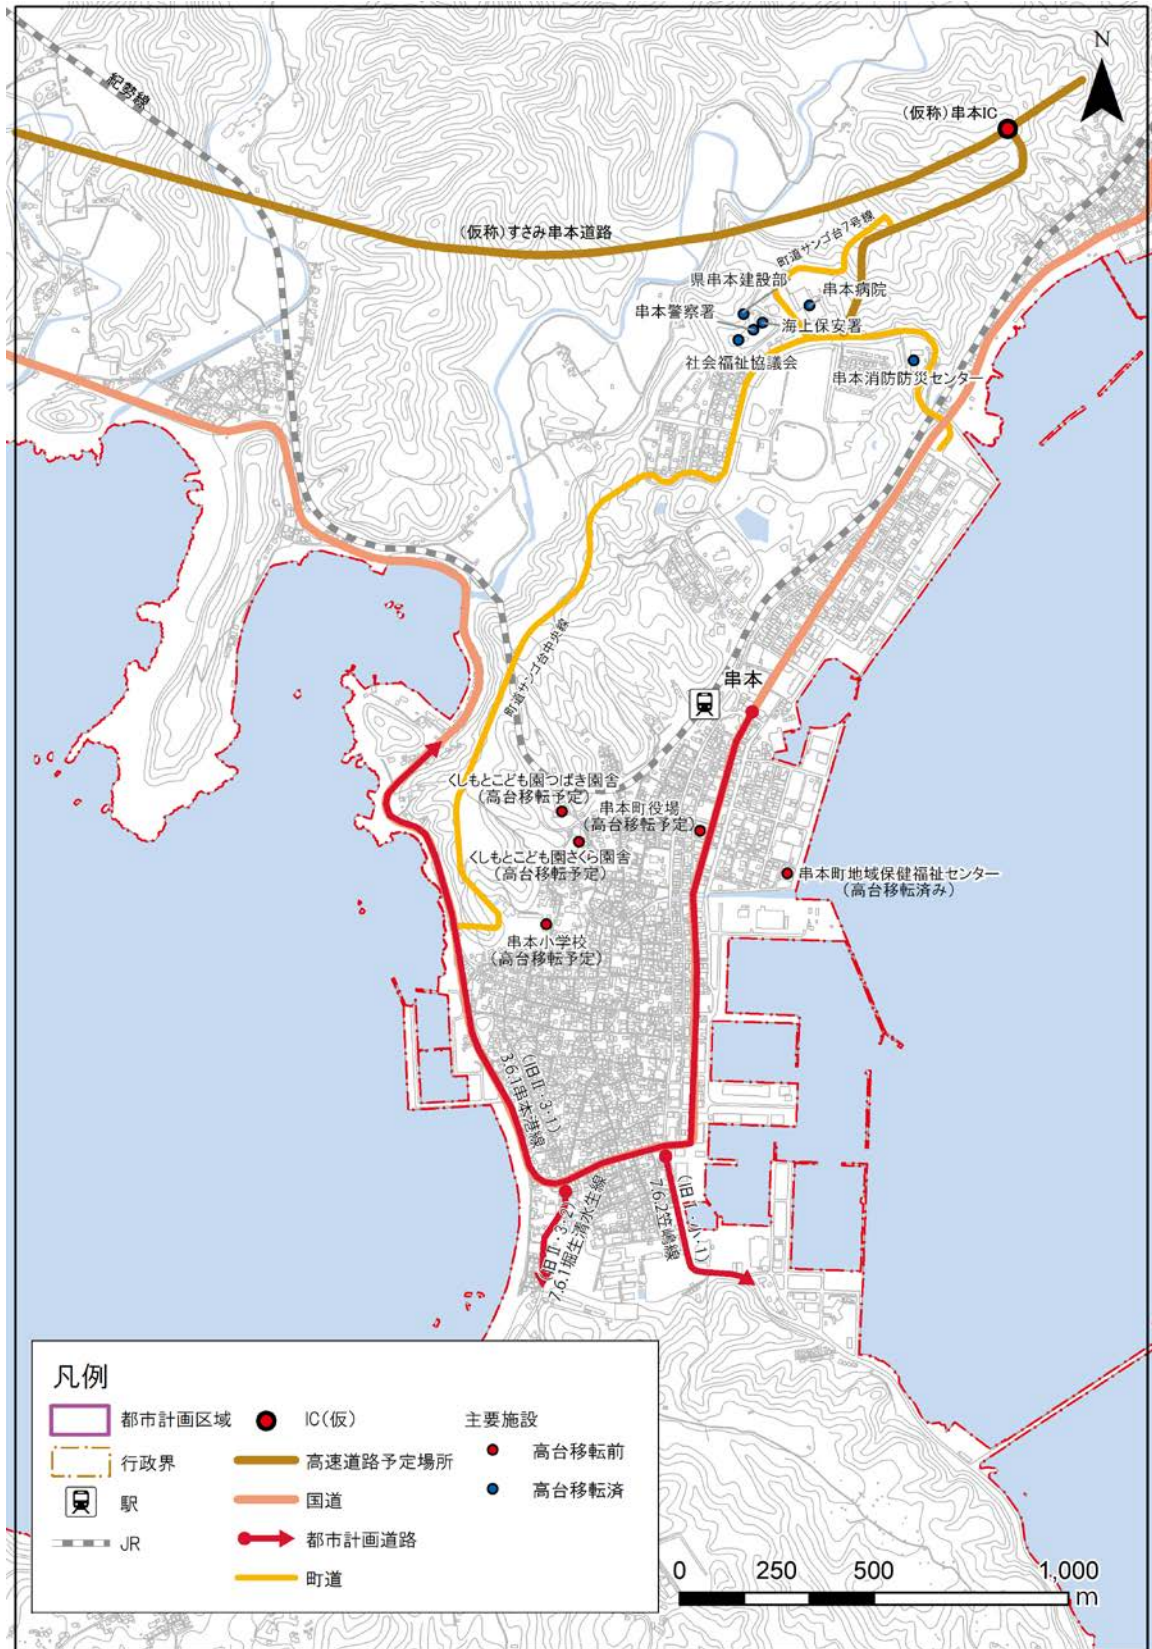 N
紀勢線
(仮称)串本IC
(仮称)すさみ串本道路
町道サンゴ台7号線
県串本建設部
串本病院
串本警察署
海上保安署
社会福祉協議会
串本消防防災センター
町道サンゴ台中央線
串本
くしもとこども園つばき園舎
(高台移転予定)
串本町役場
(高台移転予定)
くしもとこども園さくら園舎
(高台移転予定)
串本町地域保健福祉センター
(高台移転済み)
串本小学校
(高台移転予定)
(旧Ⅱ・3・1)
3.6.1串本港線
(旧Ⅱ・3・2)
7.6.1堀生清水生線
(旧Ⅱ・小・1)
7.6.2笠嶋線
凡例
都市計画区域
行政界
駅
JR
IC(仮)
高速道路予定場所
国道
都市計画道路
町道
主要施設
高台移転前
高台移転済
0 250 500 1,000
m